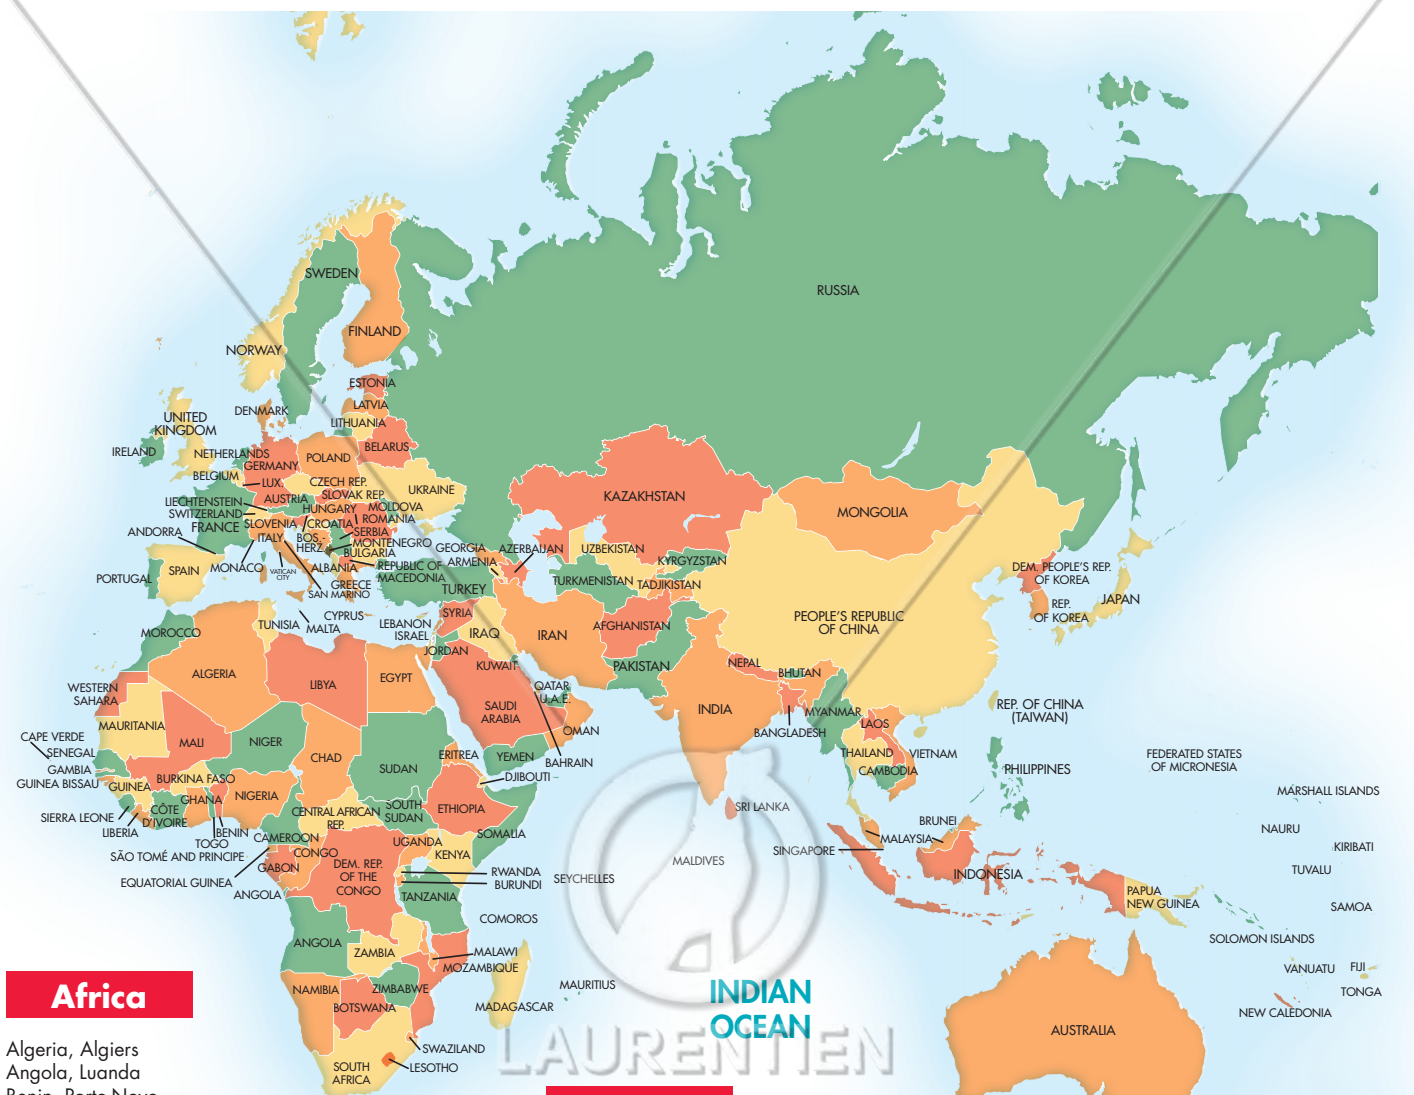 RUSSIA
SWEDEN
FINLAND
NORWAY
ESTONIA
LATVIA
LITHUANIA
DENMARK
UNITED
KINGDOM
IRELAND
NETHERLANDS
BELARUS
POLAND
GERMANY
BELGIUM
LUX.
CZECH REP.
SLOVAK REP.
UKRAINE
AUSTRIA
LIECHTENSTEIN
SWITZERLAND
HUNGARY
MOLDOVA
FRANCE
SLOVENIA
CROATIA
ROMANIA
ANDORRA
ITALY
BOS.-
HERZ.
SERBIA
MONTENEGRO
BULGARIA
MONACO
VATICAN
CITY
ALBANIA
REPUBLIC OF
MACEDONIA
PORTUGAL
SPAIN
GREECE
SAN MARINO
GEORGIA
ARMENIA
AZERBAIJAN
TURKEY
KAZAKHSTAN
MONGOLIA
UZBEKISTAN
KYRGYZSTAN
TURKMENISTAN
TADJIKISTAN
DEM. PEOPLE'S REP.
OF KOREA
REP.
OF KOREA
JAPAN
PEOPLE'S REPUBLIC
OF CHINA
MOROCCO
TUNISIA
MALTA
CYPRUS
LEBANON
ISRAEL
SYRIA
IRAQ
IRAN
AFGHANISTAN
JORDAN
KUWAIT
PAKISTAN
NEPAL
BHUTAN
ALGERIA
LIBYA
EGYPT
WESTERN
SAHARA
QATAR
U.A.E.
SAUDI
ARABIA
OMAN
INDIA
MYANMAR
LAOS
REP. OF CHINA
(TAIWAN)
BANGLADESH
MAURITANIA
MALI
NIGER
CHAD
SUDAN
ERITREA
YEMEN
BAHRAIN
THAILAND
VIETNAM
CAMBODIA
PHILIPPINES
FEDERATED STATES
OF MICRONESIA
CAPE VERDE
SENEGAL
GAMBIA
GUINEA BISSAU
GUINEA
BURKINA FASO
DJIBOUTI
MARSHALL ISLANDS
SIERRA LEONE
LIBERIA
CÔTE
D'IVOIRE
GHANA
NIGERIA
BENIN
TOGO
CENTRAL AFRICAN
REP.
SOUTH
SUDAN
ETHIOPIA
SOMALIA
SRI LANKA
BRUNEI
MALAYSIA
SINGAPORE
NAURU
KIRIBATI
TUVALU
SÃO TOMÉ AND PRINCIPE
EQUATORIAL GUINEA
CAMEROON
GABON
CONGO
DEM. REP.
OF THE
CONGO
UGANDA
KENYA
MALDIVES
INDONESIA
RWANDA
BURUNDI
SEYCHELLES
ANGOLA
TANZANIA
PAPUA
NEW GUINEA
SAMOA
COMOROS
SOLOMON ISLANDS
ANGOLA
ZAMBIA
MALAWI
MOZAMBIQUE
VANUATU
FIJI
TONGA
NAMIBIA
ZIMBABWE
BOTSWANA
MADAGASCAR
MAURITIUS
INDIAN
OCEAN
NEW CALEDONIA
AUSTRALIA
SWAZILAND
SOUTH
AFRICA
LESOTHO
LAURENTIEN
Africa
Algeria, Algiers
Angola, Luanda
Benin, Porto Novo